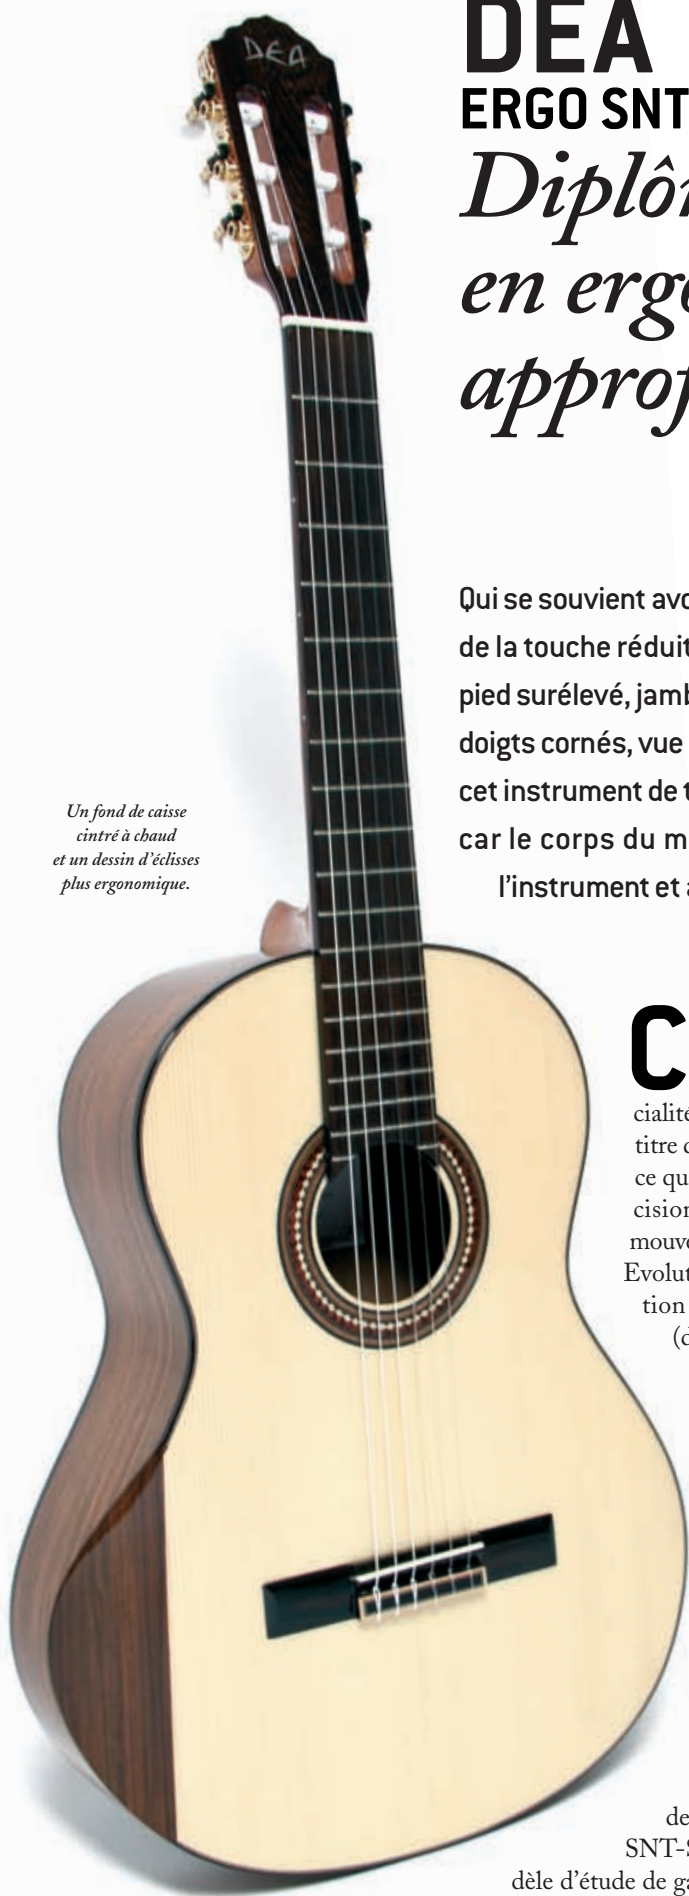 DEA
DEA
ERGO SNT
Diplô
en ergo
approf
Qui se souvient avo
de la touche réduit
pied surélevé, jamb
doigts cornés, vue
cet instrument de t
car le corps du m
l’instrument et a
Un fond de caisse
cintré à chaud
et un dessin d’éclisses
plus ergonomique.
C
cialité
titre d
ce qu
cision
mouve
Evolut
tion
(d
de
SNT-S
dèle d’étude de ga